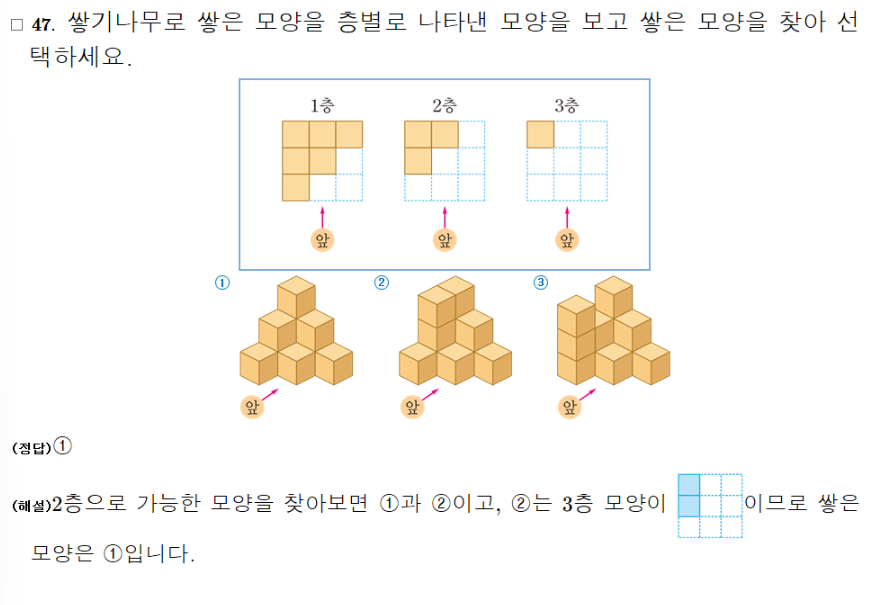 □ 47. 쌓기나무로 쌓은 모양을 층별로 나타낸 모양을 보고 쌓은 모양을 찾아 선
택하세요.
1층 2층 3층
앞 앞 앞
① ② ③
앞 앞 앞
(정답)①
(해설)2층으로 가능한 모양을 찾아보면 ①과 ②이고, ②는 3층 모양이 이므로 쌓은
모양은 ①입니다.